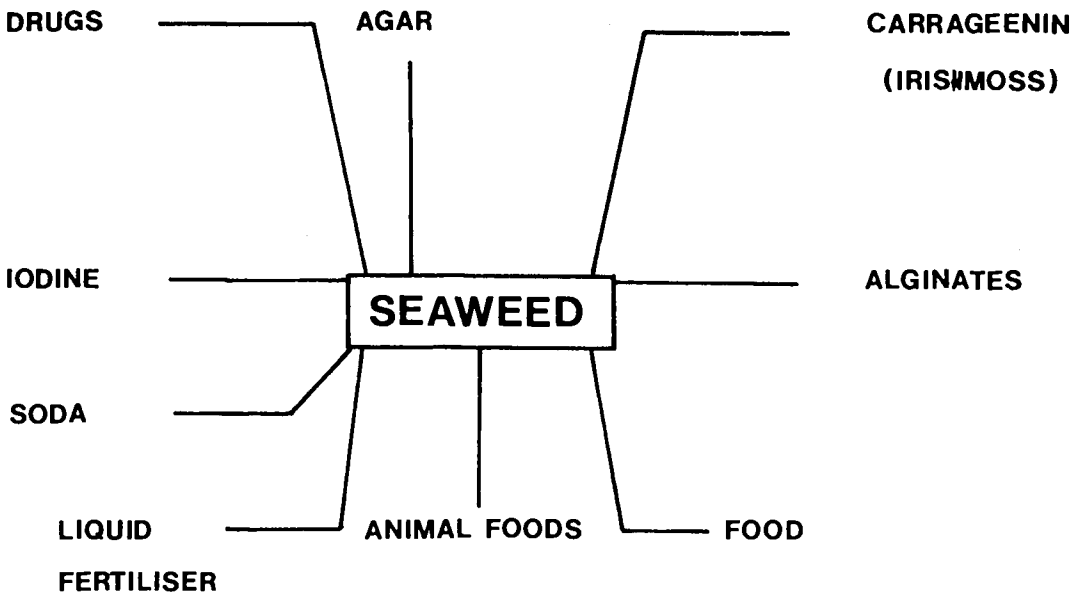 DRUGS
AGAR
CARRAGEENIN
(IRISHMOSS)
IODINE
SEAWEED
ALGINATES
SODA
LIQUID
FERTILISER
ANIMAL FOODS
FOOD